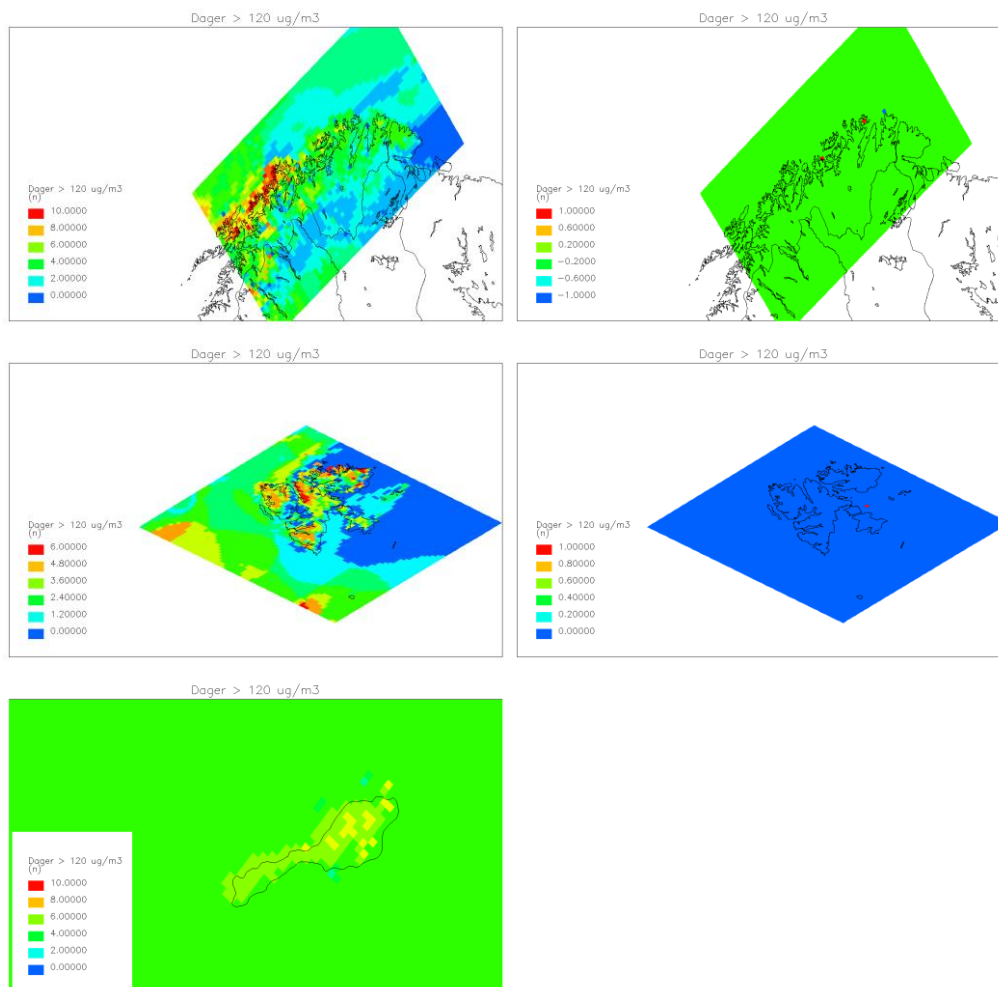 Dager > 120 ug/m3
Dager > 120 ug/m3
(n)
10.0000
8.00000
6.00000
4.00000
2.00000
0.00000
Dager > 120 ug/m3
Dager > 120 ug/m3
(n)
1.00000
0.60000
0.20000
-0.2000
-0.6000
-1.0000
Dager > 120 ug/m3
Dager > 120 ug/m3
(n)
6.00000
4.80000
3.60000
2.40000
1.20000
0.00000
Dager > 120 ug/m3
Dager > 120 ug/m3
(n)
1.00000
0.80000
0.60000
0.40000
0.20000
0.00000
Dager > 120 ug/m3
Dager > 120 ug/m3
(n)
10.0000
8.00000
6.00000
4.00000
2.00000
0.00000